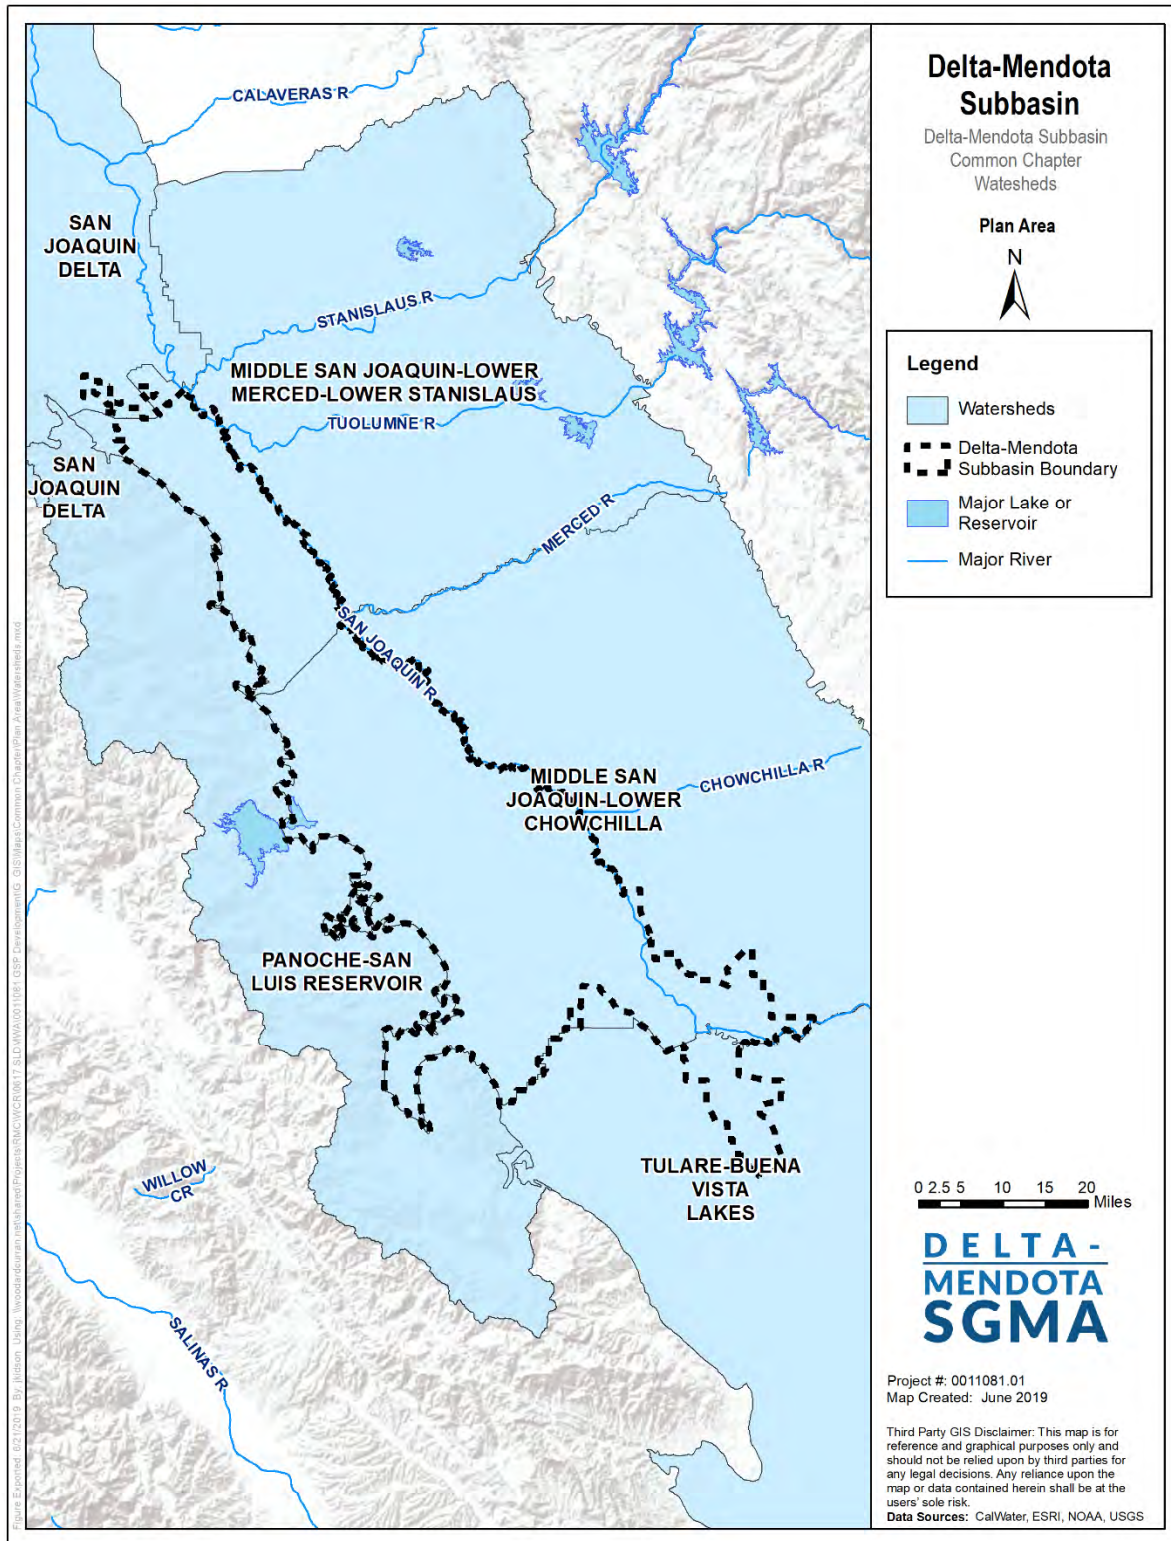 Delta-Mendota
Subbasin
Delta-Mendota Subbasin
Common Chapter
Watesheds
Plan Area
N
Legend
Watersheds
Delta-Mendota
Subbasin Boundary
Major Lake or
Reservoir
Major River
CALAVERAS R
SAN
JOAQUIN
DELTA
STANISLAUS R
MIDDLE SAN JOAQUIN-LOWER
MERCED-LOWER STANISLAUS
TUOLUMNE R
SAN
JOAQUIN
DELTA
MERCED R
SAN JOAQUIN R
MIDDLE SAN
JOAQUIN-LOWER
CHOWCHILLA
CHOWCHILLA R
PANOCHE-SAN
LUIS RESERVOIR
TULARE-BUENA
VISTA
LAKES
WILLOW
CR
SALINAS R
0 2.5 5 10 15 20
Miles
DELTA-
MENDOTA
SGMA
Project #: 0011081.01
Map Created: June 2019
Third Party GIS Disclaimer: This map is for
reference and graphical purposes only and
should not be relied upon by third parties for
any legal decisions. Any reliance upon the
map or data contained herein shall be at the
users' sole risk.
Data Sources: CalWater, ESRI, NOAA, USGS